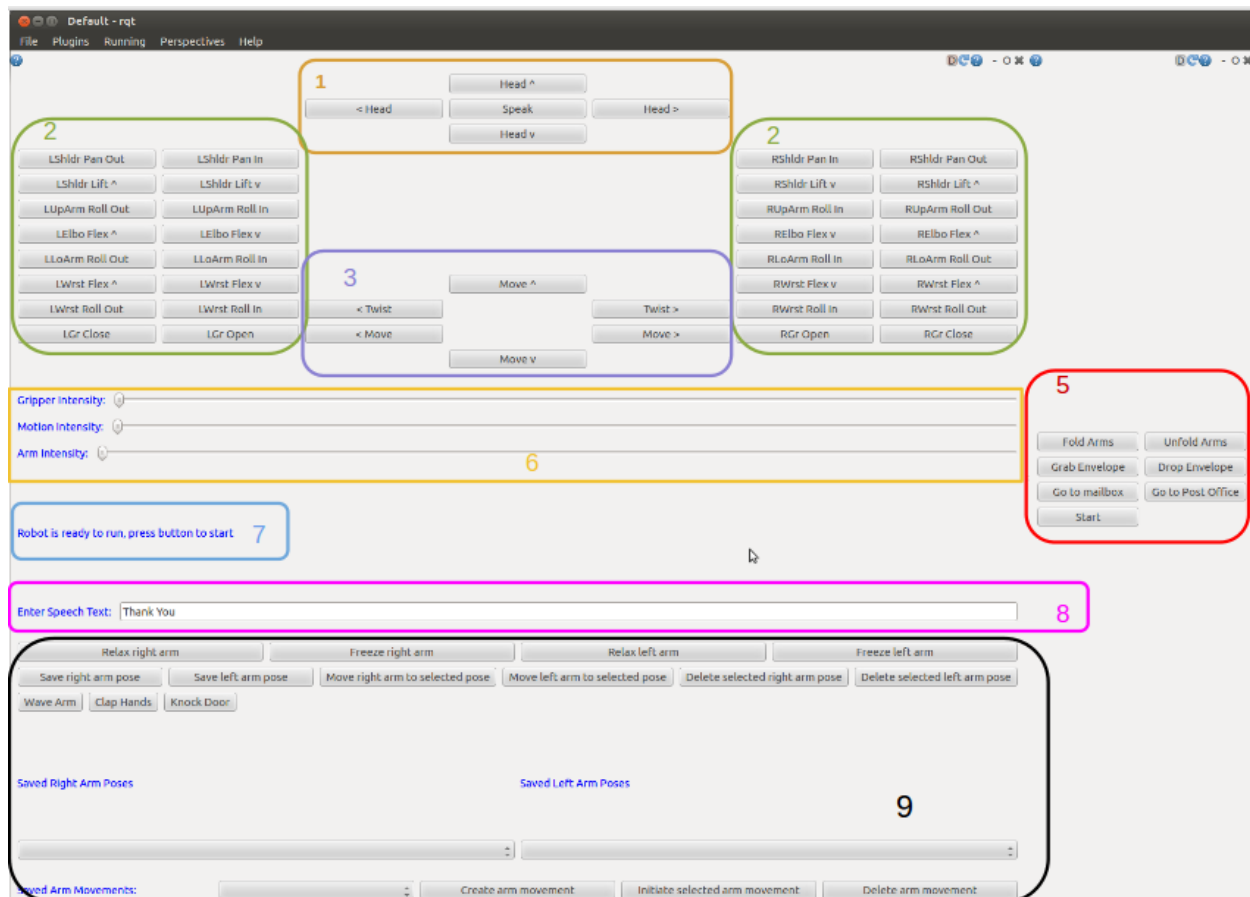 Default - rqt
File Plugins Running Perspectives Help
D - O ✖ D - O ✖
1
Head ^
< Head Speak Head >
Head v
2 2
LShldr Pan Out LShldr Pan In RShldr Pan In RShldr Pan Out
LShldr Lift ^ LShldr Lift v RShldr Lift v RShldr Lift ^
LUpArm Roll Out LUpArm Roll In RUpArm Roll In RUpArm Roll Out
LElbo Flex ^ LElbo Flex v RElbo Flex v RElbo Flex ^
LLoArm Roll Out LLoArm Roll In RLoArm Roll In RLoArm Roll Out
3
LWrst Flex ^ LWrst Flex v Move ^ RWrst Flex v RWrst Flex ^
LWrst Roll Out LWrst Roll In < Twist Twist > RWrst Roll In RWrst Roll Out
LGr Close LGr Open < Move Move > RGr Open RGr Close
Move v
5
Gripper Intensity:
Motion Intensity:
Arm Intensity:
6
Fold Arms Unfold Arms
Grab Envelope Drop Envelope
Go to mailbox Go to Post Office
Start
Robot is ready to run, press button to start 7
Enter Speech Text: Thank You 8
Relax right arm Freeze right arm Relax left arm Freeze left arm
Save right arm pose Save left arm pose Move right arm to selected pose Move left arm to selected pose Delete selected right arm pose Delete selected left arm pose
Wave Arm Clap Hands Knock Door
Saved Right Arm Poses Saved Left Arm Poses
9
Saved Arm Movements: Create arm movement Initiate selected arm movement Delete arm movement